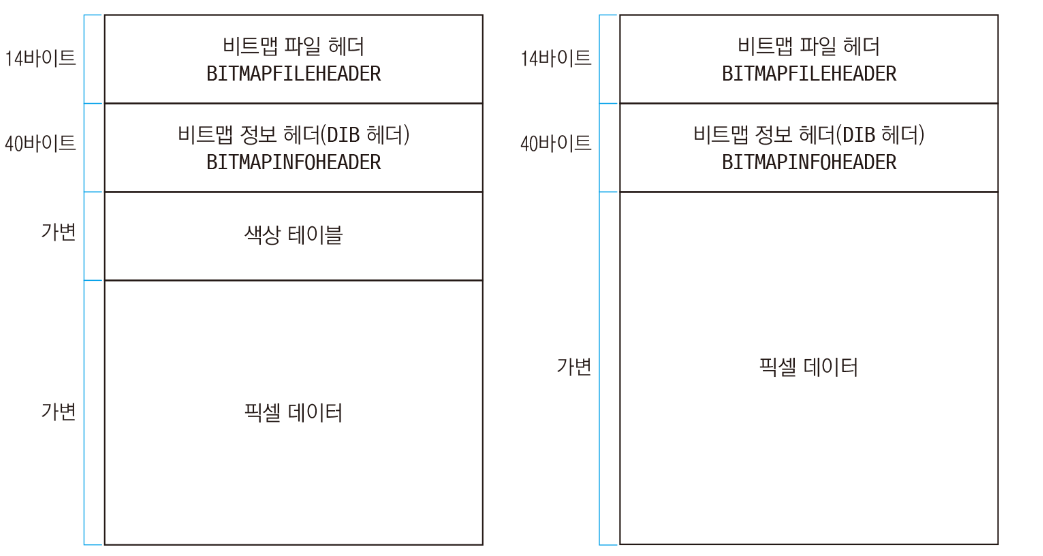 14바이트
비트맵 파일 헤더
BITMAPFILEHEADER
40바이트
비트맵 정보 헤더(DIB 헤더)
BITMAPINFOHEADER
가변
색상 테이블
가변
픽셀 데이터
14바이트
비트맵 파일 헤더
BITMAPFILEHEADER
40바이트
비트맵 정보 헤더(DIB 헤더)
BITMAPINFOHEADER
가변
픽셀 데이터